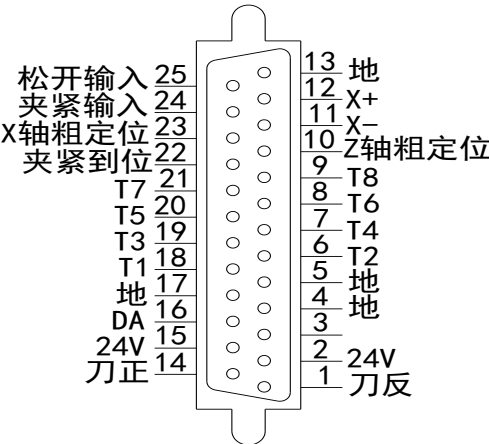 松开输入 25
夹紧输入 24
X轴粗定位 23
夹紧到位 22
T7 21
T5 20
T3 19
T1 18
地 17
DA 16
24V 15
刀正 14
13 地
12 X+
11 X-
10 Z轴粗定位
9 T8
8 T6
7 T4
6 T2
5 地
4 地
3
2 24V
1 刀反